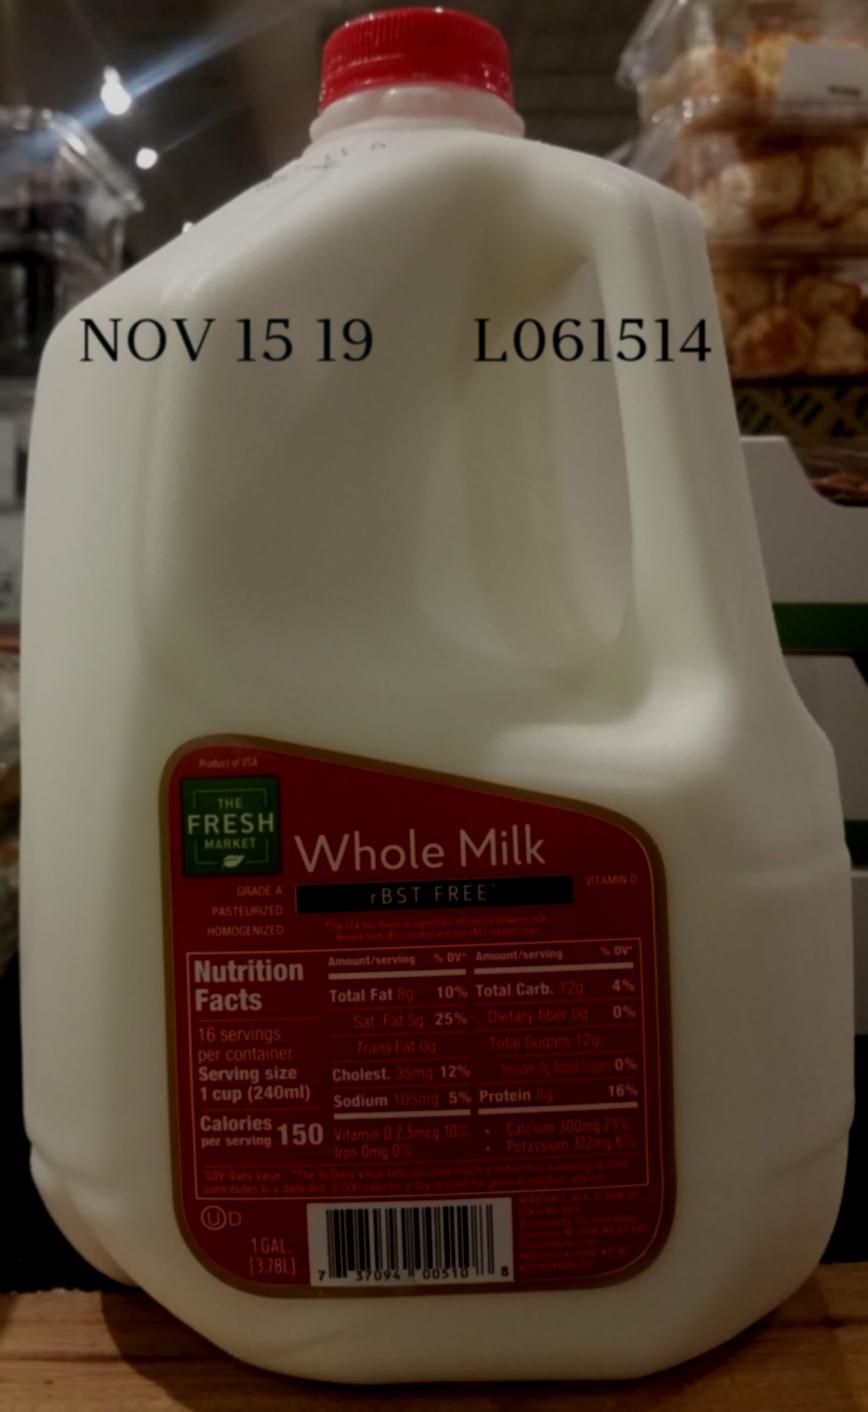 NOV 15 19 L061514
Product of USA
THE
FRESH
MARKET
Whole Milk
rBST FREE*
VITAMIN D
GRADE A
PASTEURIZED
HOMOGENIZED
Nutrition
Facts
16 servings
per container
Serving size
1 cup (240ml)
Calories
per serving 150
Amount/serving % DV*
Total Fat 8g 10%
Sat. Fat 5g 25%
Trans Fat 0g
Cholest. 35mg 12%
Sodium 105mg 5%
Amount/serving % DV*
Total Carb. 12g 4%
Dietary fiber 0g 0%
Total Sugars 12g
Includes 0g Added Sugars 0%
Protein 8g 16%
Vitamin D 2.5mcg 10% • Calcium 300mg 25%
Iron 0mg 0% • Potassium 322mg 6%
U D
1 GAL.
(3.78L)
7 37094 00510 8